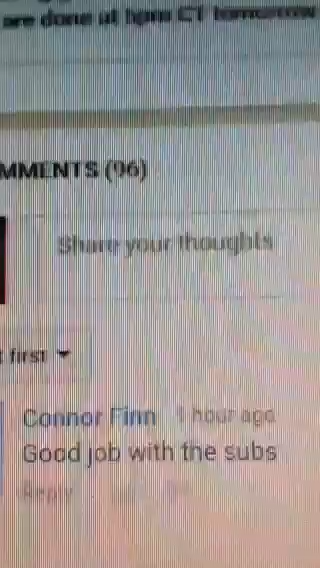 are done at 6pm CT tomorrow
MMENTS (96)
Share your thoughts
first
Connor Finn 1 hour ago
Good job with the subs
Reply